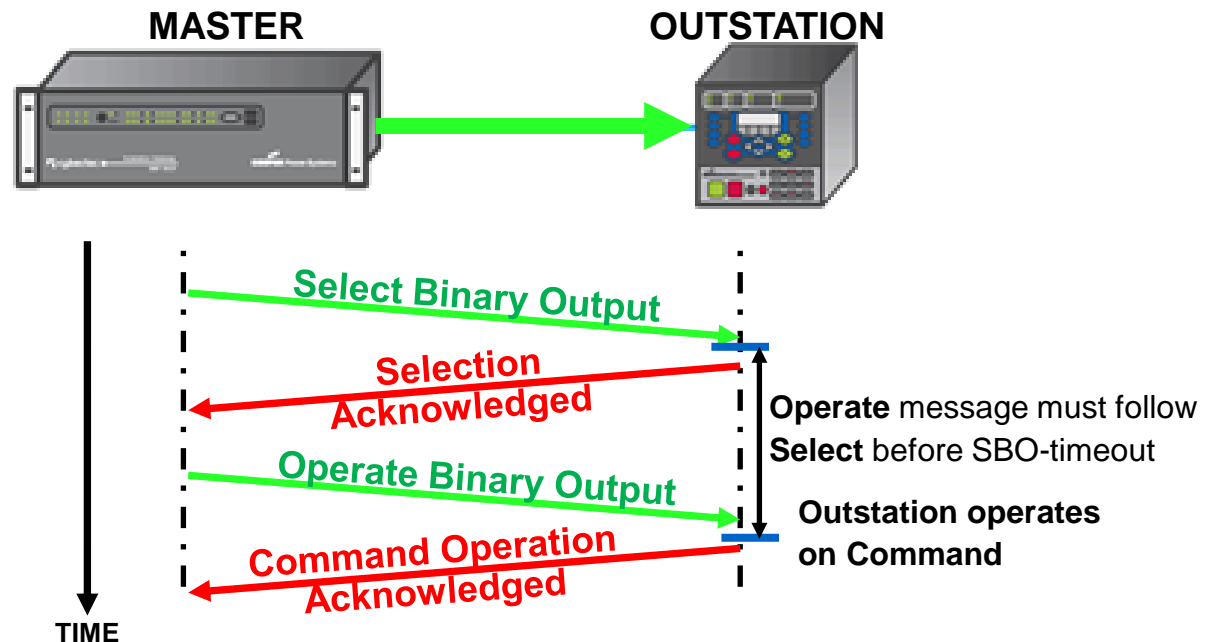 MASTER
OUTSTATION
Select Binary Output
Selection
Acknowledged
Operate message must follow
Select before SBO-timeout
Operate Binary Output
Outstation operates
on Command
Command Operation
Acknowledged
TIME